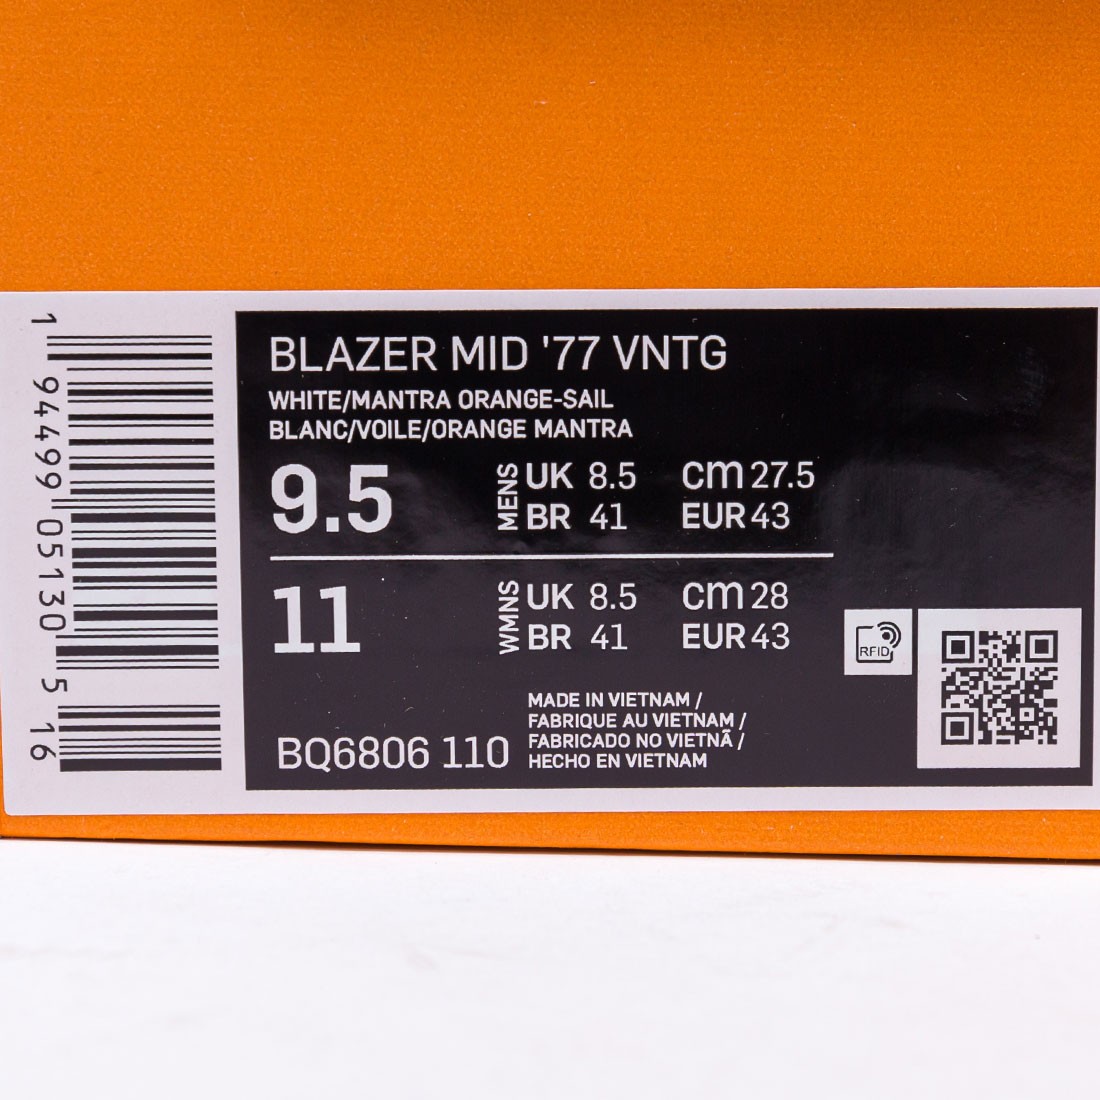 1 94499 05130 5 16
BLAZER MID '77 VNTG
WHITE/MANTRA ORANGE-SAIL
BLANC/VOILE/ORANGE MANTRA
9.5 MENS UK 8.5 CM 27.5
BR 41 EUR 43
11 WMNS UK 8.5 CM 28
BR 41 EUR 43
RFID
MADE IN VIETNAM /
FABRIQUE AU VIETNAM /
FABRICADO NO VIETNÃ /
HECHO EN VIETNAM
BQ6806 110